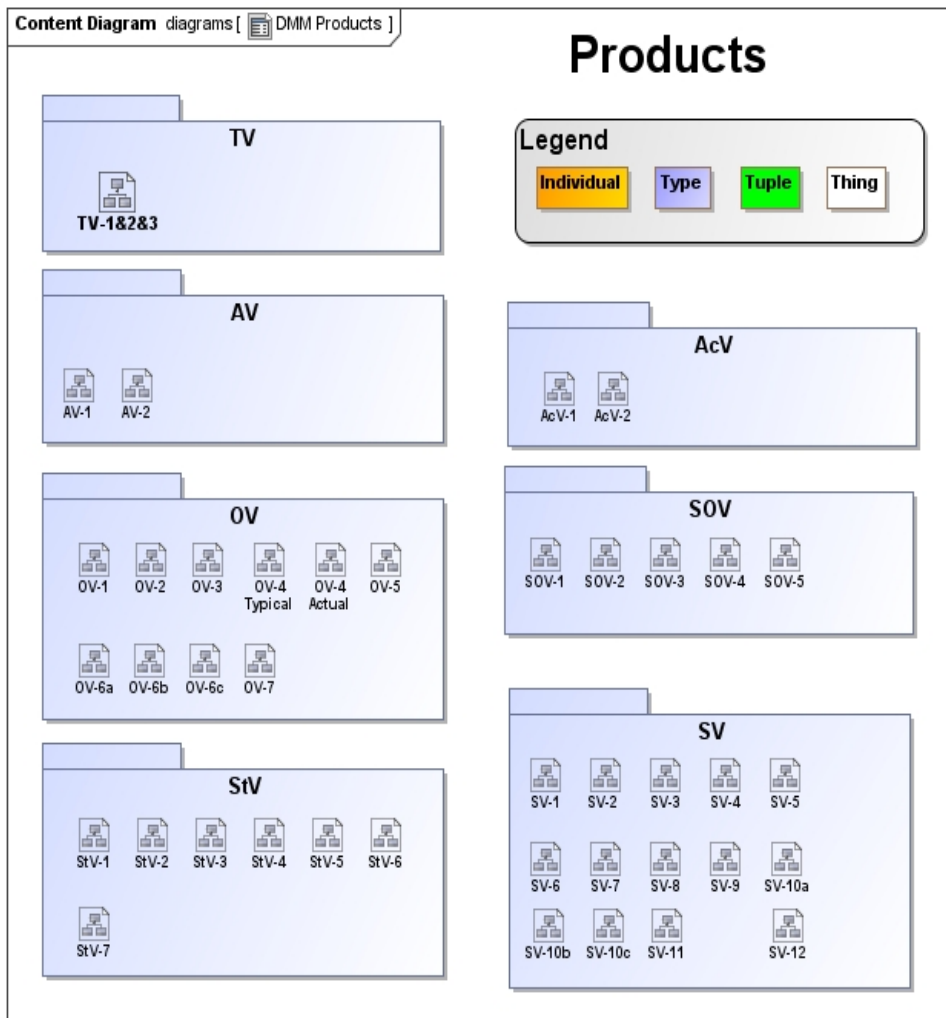 Content Diagram diagrams [ DMM Products ]
Products
TV
TV-1&2&3
Legend
Individual Type Tuple Thing
AV
AV-1 AV-2
AcV
AcV-1 AcV-2
OV
OV-1 OV-2 OV-3 OV-4 Typical OV-4 Actual OV-5
OV-6a OV-6b OV-6c OV-7
SOV
SOV-1 SOV-2 SOV-3 SOV-4 SOV-5
StV
StV-1 StV-2 StV-3 StV-4 StV-5 StV-6
StV-7
SV
SV-1 SV-2 SV-3 SV-4 SV-5
SV-6 SV-7 SV-8 SV-9 SV-10a
SV-10b SV-10c SV-11 SV-12